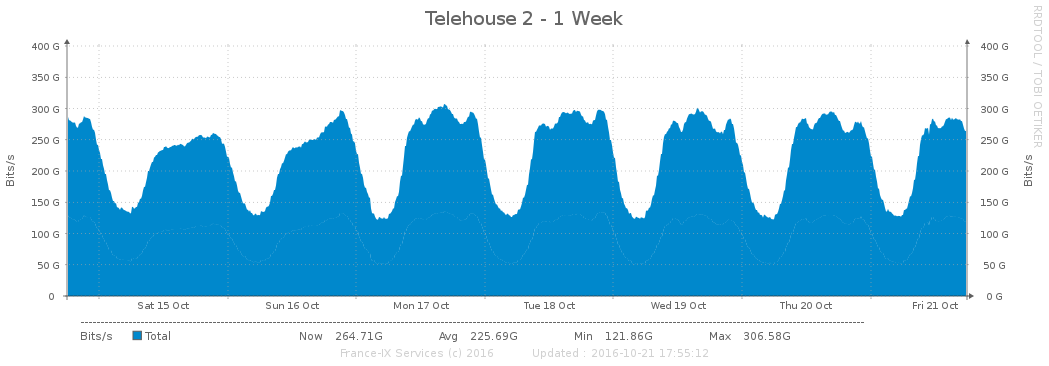 Telehouse 2 - 1 Week
RRDTOOL / TOBI OETIKER
Bits/s
Bits/s
400 G 400 G
350 G 350 G
300 G 300 G
250 G 250 G
200 G 200 G
150 G 150 G
100 G 100 G
50 G 50 G
0 0 G
Sat 15 Oct Sun 16 Oct Mon 17 Oct Tue 18 Oct Wed 19 Oct Thu 20 Oct Fri 21 Oct
Bits/s Total Now 264.71G Avg 225.69G Min 121.86G Max 306.58G
France-IX Services (c) 2016 Updated : 2016-10-21 17:55:12